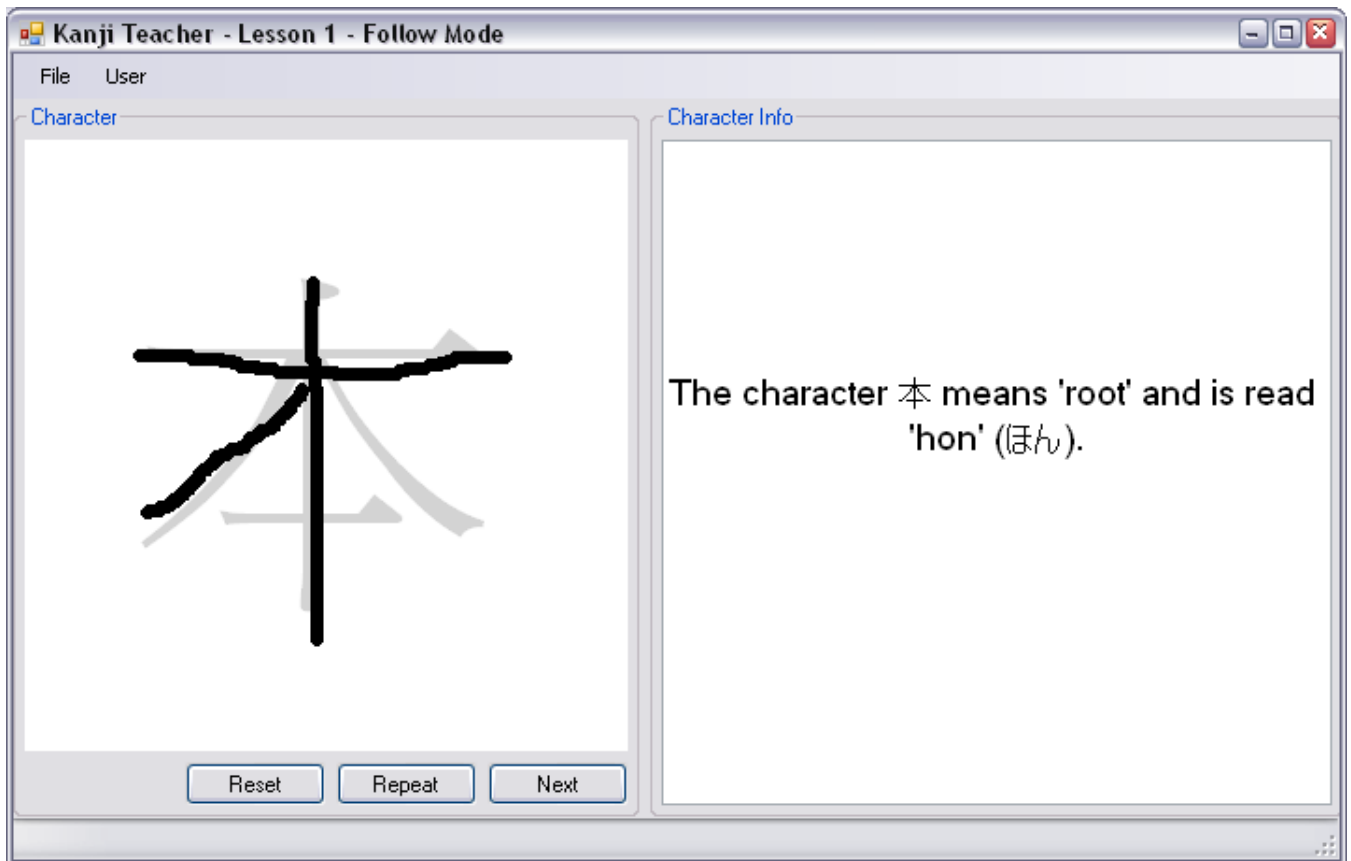 Kanji Teacher - Lesson 1 - Follow Mode
File User
Character
Character Info
本
The character 本 means 'root' and is read
'hon' (ほん).
Reset Repeat Next